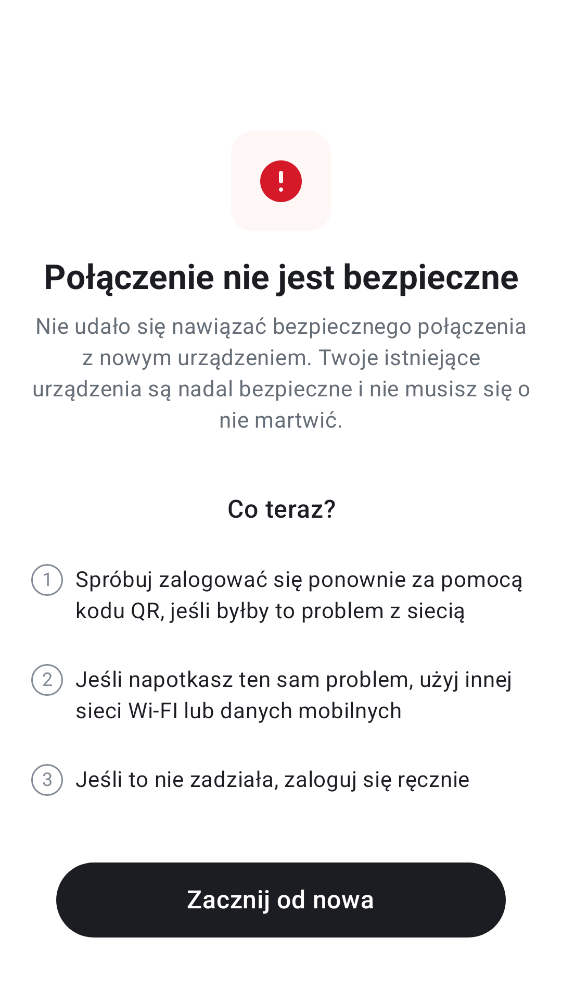 Połączenie nie jest bezpieczne
Nie udało się nawiązać bezpiecznego połączenia
z nowym urządzeniem. Twoje istniejące
urządzenia są nadal bezpieczne i nie musisz się o
nie martwić.
Co teraz?
1 Spróbuj zalogować się ponownie za pomocą
kodu QR, jeśli byłby to problem z siecią
2 Jeśli napotkasz ten sam problem, użyj innej
sieci Wi-FI lub danych mobilnych
3 Jeśli to nie zadziała, zaloguj się ręcznie
Zacznij od nowa